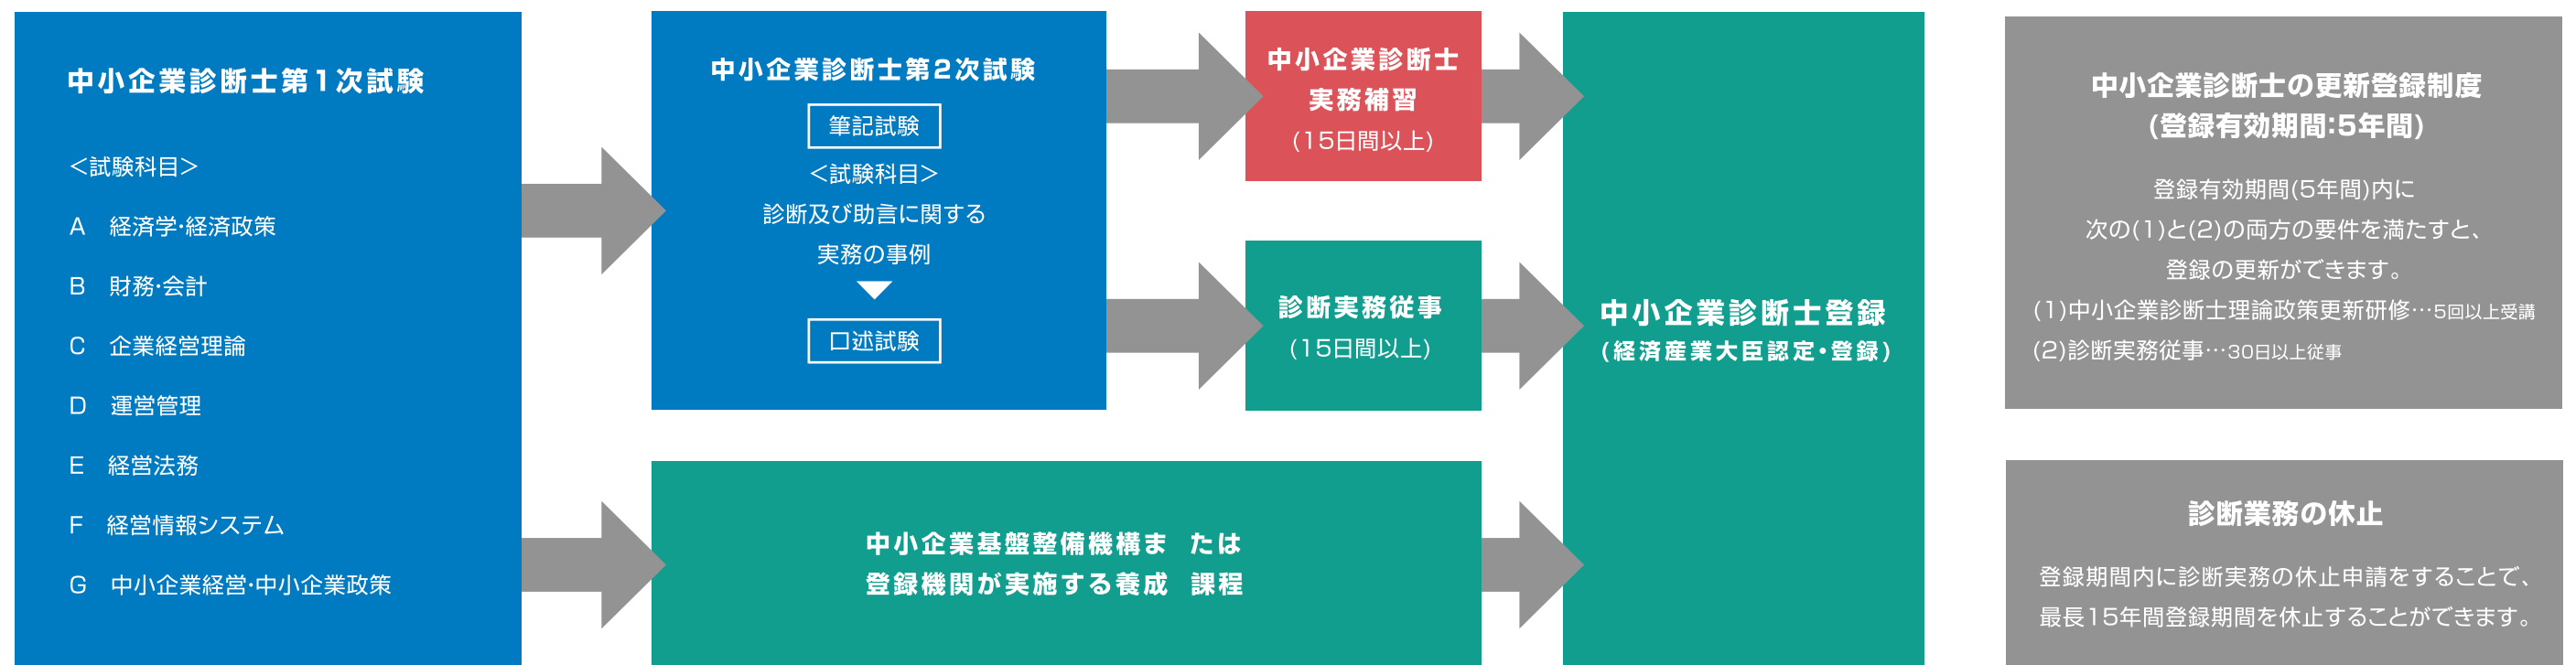 中小企業診断士第1次試験
＜試験科目＞
A 経済学・経済政策
B 財務・会計
C 企業経営理論
D 運営管理
E 経営法務
F 経営情報システム
G 中小企業経営・中小企業政策
中小企業診断士第2次試験
筆記試験
＜試験科目＞
診断及び助言に関する
実務の事例
口述試験
中小企業診断士
実務補習
(15日間以上)
診断実務従事
(15日間以上)
中小企業基盤整備機構ま たは
登録機関が実施する養成 課程
中小企業診断士登録
(経済産業大臣認定・登録)
中小企業診断士の更新登録制度
(登録有効期間:5年間)
登録有効期間(5年間)内に
次の(1)と(2)の両方の要件を満たすと、
登録の更新ができます。
(1)中小企業診断士理論政策更新研修…5回以上受講
(2)診断実務従事…30日以上従事
診断業務の休止
登録期間内に診断実務の休止申請をすることで、
最長15年間登録期間を休止することができます。